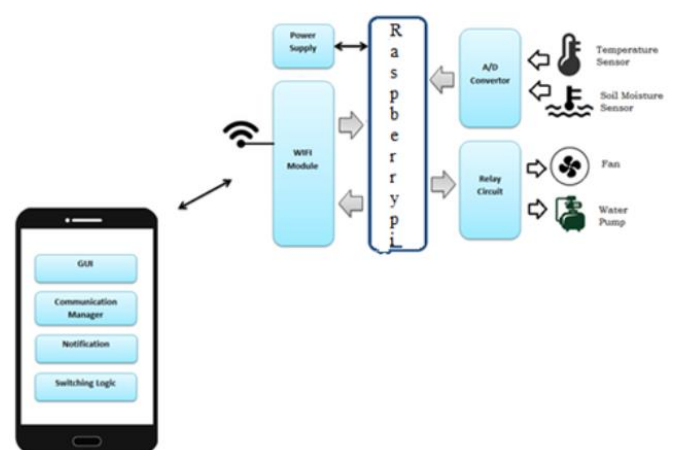 Power
Supply
Raspberrypi
A/D
Convertor
Temperature
Sensor
Soil Moisture
Sensor
WIFI
Module
Relay
Circuit
Fan
Water
Pump
GUI
Communication
Manager
Notification
Switching Logic